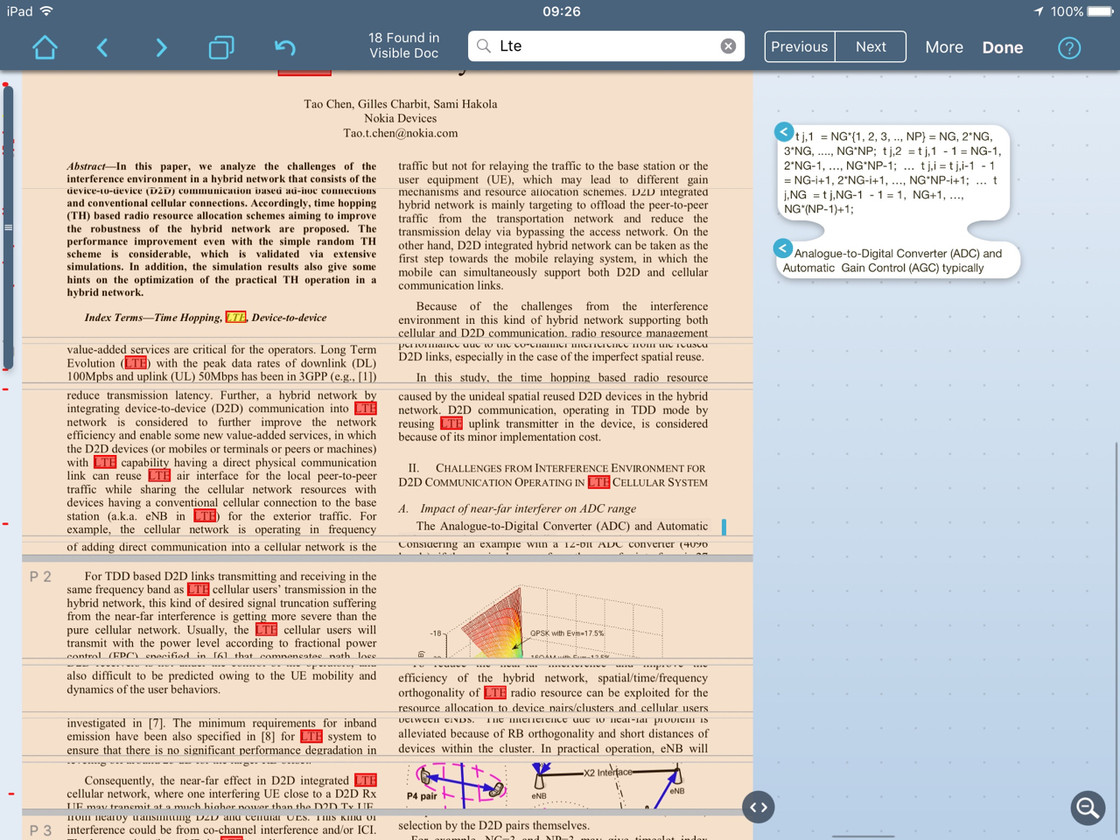 iPad
09:26
100%
18 Found in
Visible Doc
Lte
Previous
Next
More
Done
?
Tao Chen, Gilles Charbit, Sami Hakola
Nokia Devices
Tao.t.chen@nokia.com
Abstract—In this paper, we analyze the challenges of the
interference environment in a hybrid network that consists of the
device-to-device (D2D) communication based ad-hoc connections
and conventional cellular connections. Accordingly, time hopping
(TH) based radio resource allocation schemes aiming to improve
the robustness of the hybrid network are proposed. The
performance improvement even with the simple random TH
scheme is considerable, which is validated via extensive
simulations. In addition, the simulation results also give some
hints on the optimization of the practical TH operation in a
hybrid network.
Index Terms—Time Hopping, LTE, Device-to-device
value-added services are critical for the operators. Long Term
Evolution (LTE) with the peak data rates of downlink (DL)
100Mbps and uplink (UL) 50Mbps has been in 3GPP (e.g., [1])
reduce transmission latency. Further, a hybrid network by
integrating device-to-device (D2D) communication into LTE
network is considered to further improve the network
efficiency and enable some new value-added services, in which
the D2D devices (or mobiles or terminals or peers or machines)
with LTE capability having a direct physical communication
link can reuse LTE air interface for the local peer-to-peer
traffic while sharing the cellular network resources with
devices having a conventional cellular connection to the base
station (a.k.a. eNB in LTE) for the exterior traffic. For
example, the cellular network is operating in frequency
of adding direct communication into a cellular network is the
traffic but not for relaying the traffic to the base station or the
user equipment (UE), which may lead to different gain
mechanisms and resource allocation schemes. D2D integrated
hybrid network is mainly targeting to offload the peer-to-peer
traffic from the transportation network and reduce the
transmission delay via bypassing the access network. On the
other hand, D2D integrated hybrid network can be taken as the
first step towards the mobile relaying system, in which the
mobile can simultaneously support both D2D and cellular
communication links.
Because of the challenges from the interference
environment in this kind of hybrid network supporting both
cellular and D2D communication, radio resource management
performance due to the co-channel interference from the reused
D2D links, especially in the case of the imperfect spatial reuse.
In this study, the time hopping based radio resource
caused by the unideal spatial reused D2D devices in the hybrid
network. D2D communication, operating in TDD mode by
reusing LTE uplink transmitter in the device, is considered
because of its minor implementation cost.
II. CHALLENGES FROM INTERFERENCE ENVIRONMENT FOR
D2D COMMUNICATION OPERATING IN LTE CELLULAR SYSTEM
A. Impact of near-far interferer on ADC range
The Analogue-to-Digital Converter (ADC) and Automatic
Considering an example with a 12-bit ADC converter (4096
P 2
For TDD based D2D links transmitting and receiving in the
same frequency band as LTE cellular users' transmission in the
hybrid network, this kind of desired signal truncation suffering
from the near-far interference is getting more severe than the
pure cellular network. Usually, the LTE cellular users will
transmit with the power level according to fractional power
control (FPC) specified in [6] that compensates path loss
D2D receivers is not under the control of the operators, and
also difficult to be predicted owing to the UE mobility and
dynamics of the user behaviors.
investigated in [7]. The minimum requirements for inband
emission have been also specified in [8] for LTE system to
ensure that there is no significant performance degradation in
Consequently, the near-far effect in D2D integrated LTE
cellular network, where one interfering UE close to a D2D Rx
UE may transmit at a much higher power than the D2D Tx UE
-18
QPSK with Evm=17.5%
16QAM with Evm=12.5%
To reduce the near-far interference and improve the
efficiency of the hybrid network, spatial/time/frequency
orthogonality of LTE radio resource can be exploited for the
resource allocation to device pairs/clusters and cellular users
between eNBs. The interference due to near-far problem is
alleviated because of RB orthogonality and short distances of
devices within the cluster. In practical operation, eNB will
P4 pair
X2 Interface
eNB
eNB
P 3
from nearby transmitting D2D and cellular UEs. This kind of
interference could be from co-channel interference and/or ICI.
selection by the D2D pairs themselves.
t j,1 = NG*{1, 2, 3, .., NP} = NG, 2*NG,
3*NG, ...., NG*NP; t j,2 = t j,1 - 1 = NG-1,
2*NG-1, ..., NG*NP-1; ... t j,i = t j,i-1 - 1
= NG-i+1, 2*NG-i+1, ..., NG*NP-i+1; ... t
j,NG = t j,NG-1 - 1 = 1, NG+1, ...,
NG*(NP-1)+1;
Analogue-to-Digital Converter (ADC) and
Automatic Gain Control (AGC) typically